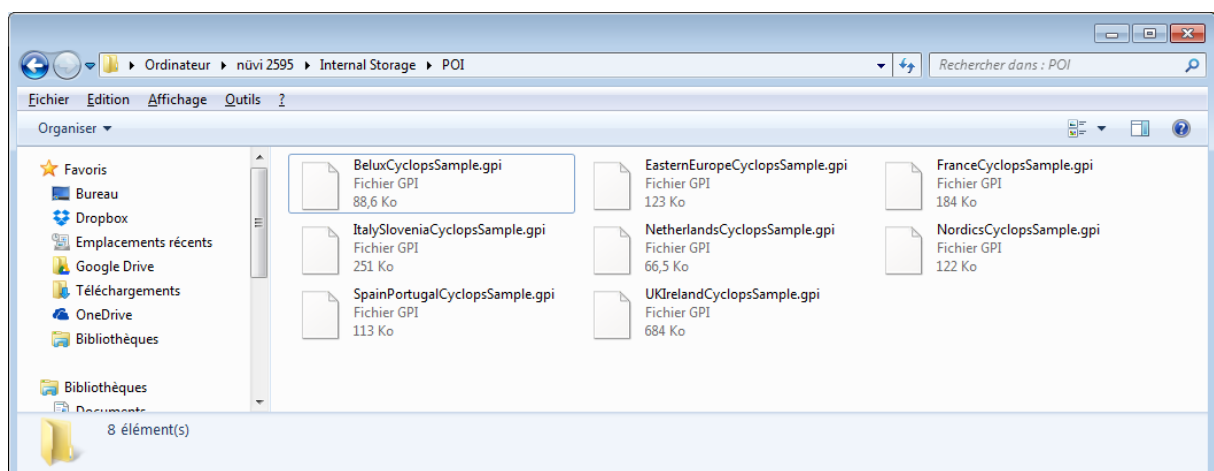 Ordinateur ▸ nüvi 2595 ▸ Internal Storage ▸ POI
Rechercher dans : POI
Fichier Edition Affichage Outils ?
Organiser
Favoris
Bureau
Dropbox
Emplacements récents
Google Drive
Téléchargements
OneDrive
Bibliothèques
Bibliothèques
Documents
BeluxCyclopsSample.gpi
Fichier GPI
88,6 Ko
EasternEuropeCyclopsSample.gpi
Fichier GPI
123 Ko
FranceCyclopsSample.gpi
Fichier GPI
184 Ko
ItalySloveniaCyclopsSample.gpi
Fichier GPI
251 Ko
NetherlandsCyclopsSample.gpi
Fichier GPI
66,5 Ko
NordicsCyclopsSample.gpi
Fichier GPI
122 Ko
SpainPortugalCyclopsSample.gpi
Fichier GPI
113 Ko
UKIrelandCyclopsSample.gpi
Fichier GPI
684 Ko
8 élément(s)